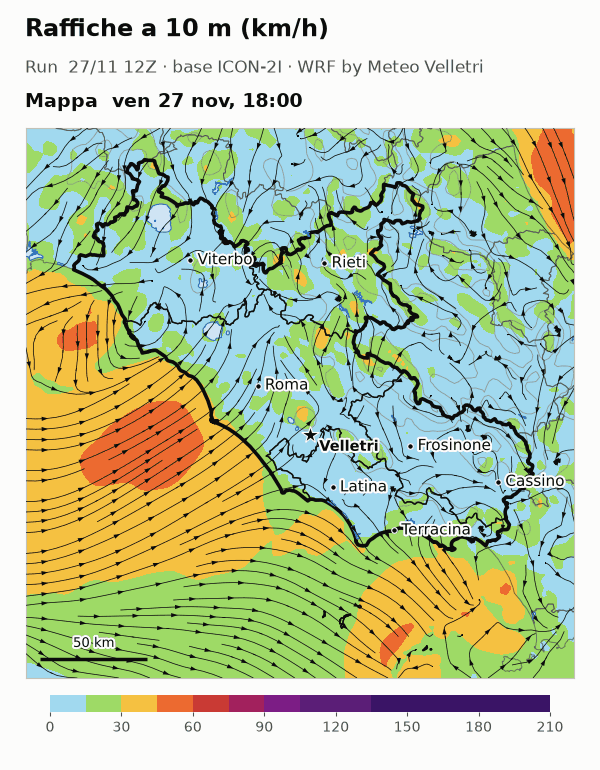 Raffiche a 10 m (km/h)
Run  27/11 12Z · base ICON-2I · WRF by Meteo Velletri
Mappa  ven 27 nov, 18:00
Viterbo
Rieti
Roma
Velletri
Frosinone
Latina
Cassino
Terracina
50 km
0 30 60 90 120 150 180 210